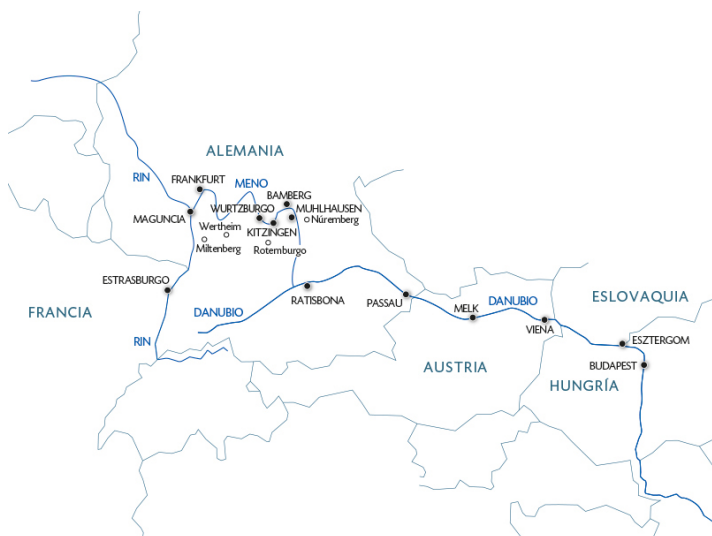 ALEMANIA
RIN
FRANKFURT
MENO
BAMBERG
MAGUNCIA
WURTZBURGO
MUHLHAUSEN
Nüremberg
Wertheim
KITZINGEN
Miltenberg
Rotemburgo
ESTRASBURGO
FRANCIA
DANUBIO
RATISBONA
PASSAU
MELK
DANUBIO
ESLOVAQUIA
VIENA
RIN
ESZTERGOM
AUSTRIA
BUDAPEST
HUNGRÍA